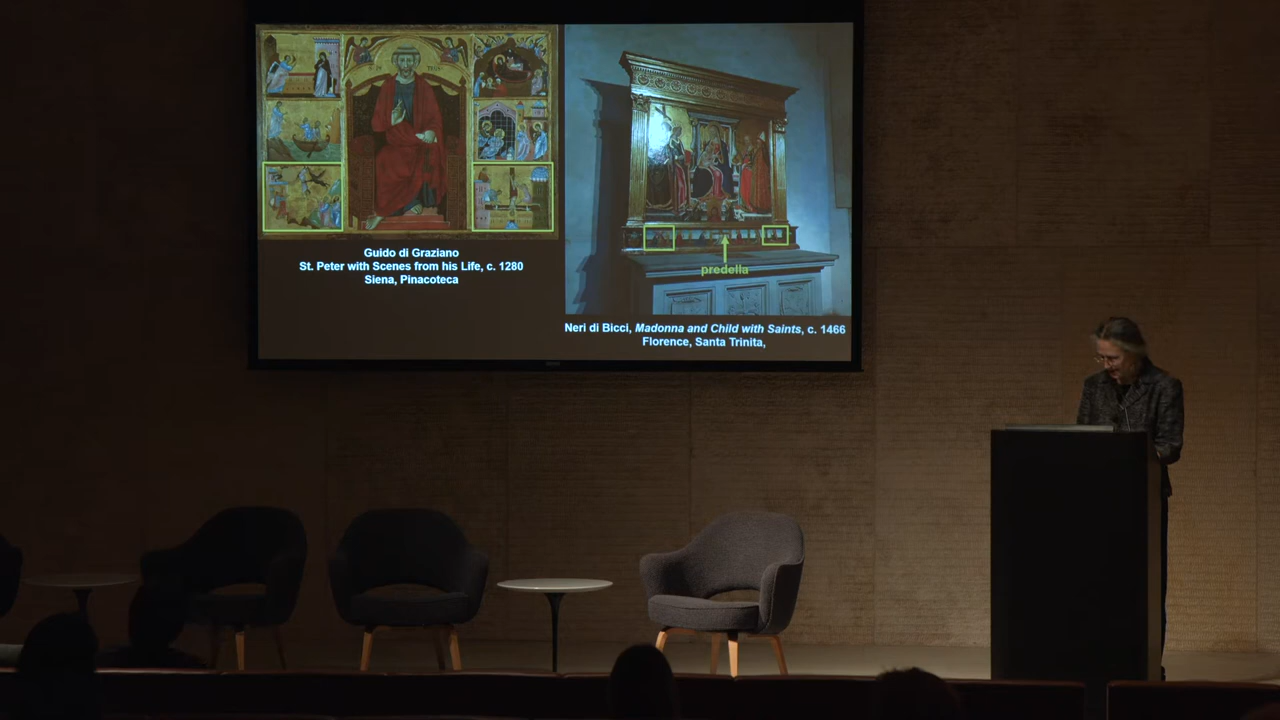 Guido di Graziano
St. Peter with Scenes from his Life, c. 1280
Siena, Pinacoteca
predella
Neri di Bicci, Madonna and Child with Saints, c. 1466
Florence, Santa Trinita,